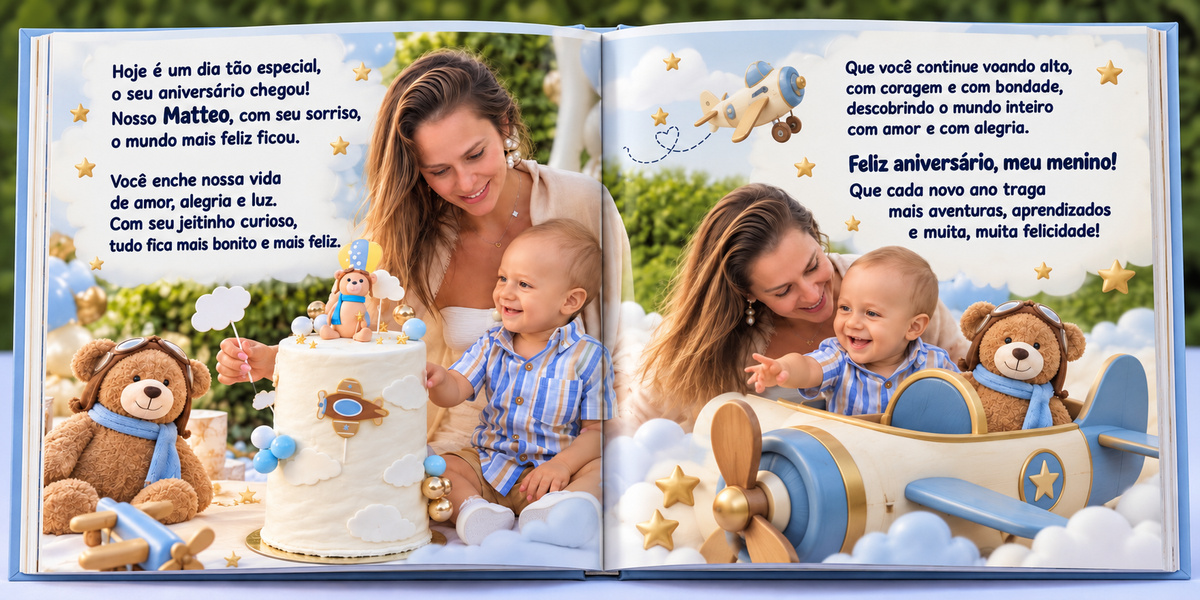 Hoje é um dia tão especial,
o seu aniversário chegou!
Nosso Matteo, com seu sorriso,
o mundo mais feliz ficou.
Você enche nossa vida
de amor, alegria e luz.
Com seu jeitinho curioso,
tudo fica mais bonito e mais feliz.
Que você continue voando alto,
com coragem e com bondade,
descobrindo o mundo inteiro
com amor e com alegria.
Feliz aniversário, meu menino!
Que cada novo ano traga
mais aventuras, aprendizados
e muita, muita felicidade!